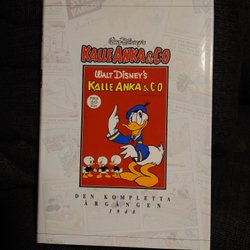 Walt Disney's
KALLE ANKA & C:O
WALT DISNEY'S
KALLE ANKA & C:O
DEN KOMPLETTA
ÅRGÅNGEN
1948